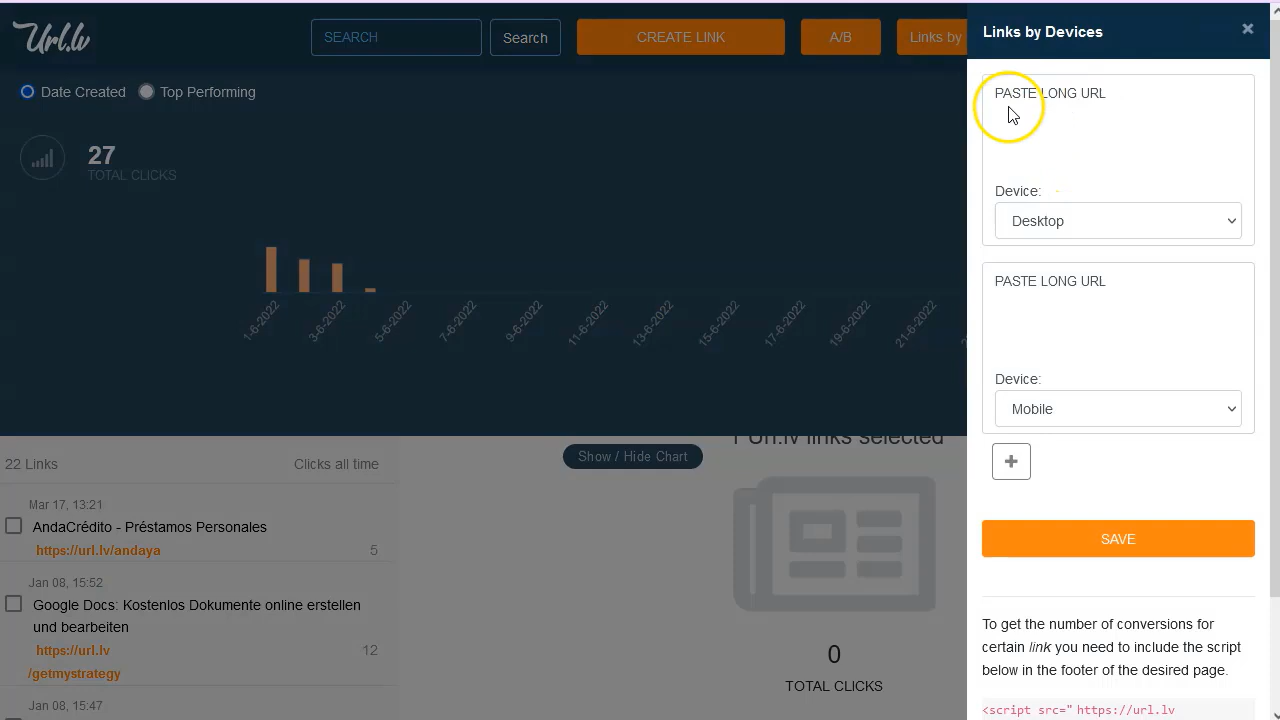 Url.lv
SEARCH
Search
CREATE LINK
A/B
Links by
Links by Devices
×
Date Created
Top Performing
27
TOTAL CLICKS
1-6-2022
3-6-2022
5-6-2022
7-6-2022
9-6-2022
11-6-2022
13-6-2022
15-6-2022
17-6-2022
19-6-2022
21-6-2022
PASTE LONG URL
Device:
Desktop
PASTE LONG URL
Device:
Mobile
+
SAVE
To get the number of conversions for
certain link you need to include the script
below in the footer of the desired page.
<script src=" https://url.lv
22 Links
Clicks all time
Show / Hide Chart
1 Url.lv links selected
Mar 17, 13:21
AndaCrédito - Préstamos Personales
https://url.lv/andaya
5
Jan 08, 15:52
Google Docs: Kostenlos Dokumente online erstellen
und bearbeiten
https://url.lv
12
/getmystrategy
Jan 08, 15:47
0
TOTAL CLICKS